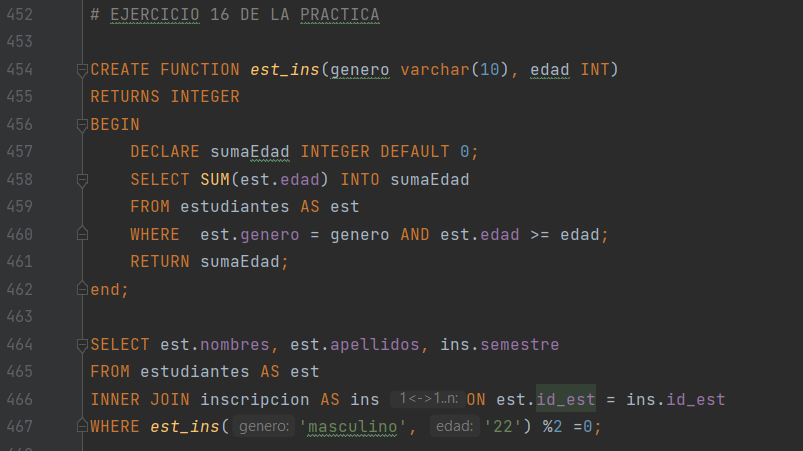 452 # EJERCICIO 16 DE LA PRACTICA
453
454 CREATE FUNCTION est_ins(genero varchar(10), edad INT)
455 RETURNS INTEGER
456 BEGIN
457 DECLARE sumaEdad INTEGER DEFAULT 0;
458 SELECT SUM(est.edad) INTO sumaEdad
459 FROM estudiantes AS est
460 WHERE  est.genero = genero AND est.edad >= edad;
461 RETURN sumaEdad;
462 end;
463
464 SELECT est.nombres, est.apellidos, ins.semestre
465 FROM estudiantes AS est
466 INNER JOIN inscripcion AS ins 1<->1..n: ON est.id_est = ins.id_est
467 WHERE est_ins( genero: 'masculino', edad: '22') %2 =0;